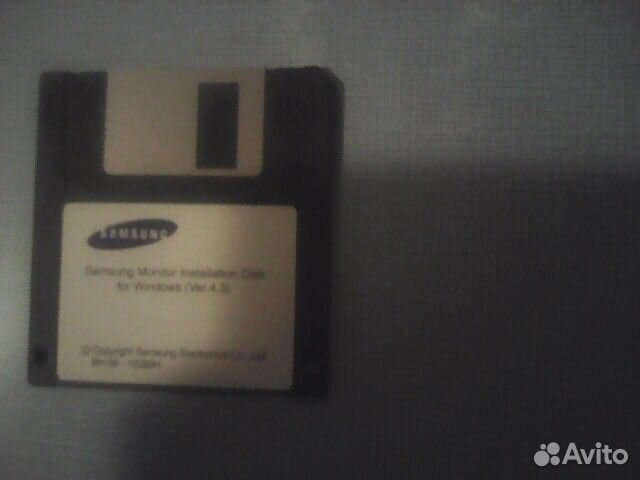 SAMSUNG
Samsung Monitor Installation Disk
for Windows (Ver.4.3)
© Copyright Samsung Electronics Co., Ltd.
Avito